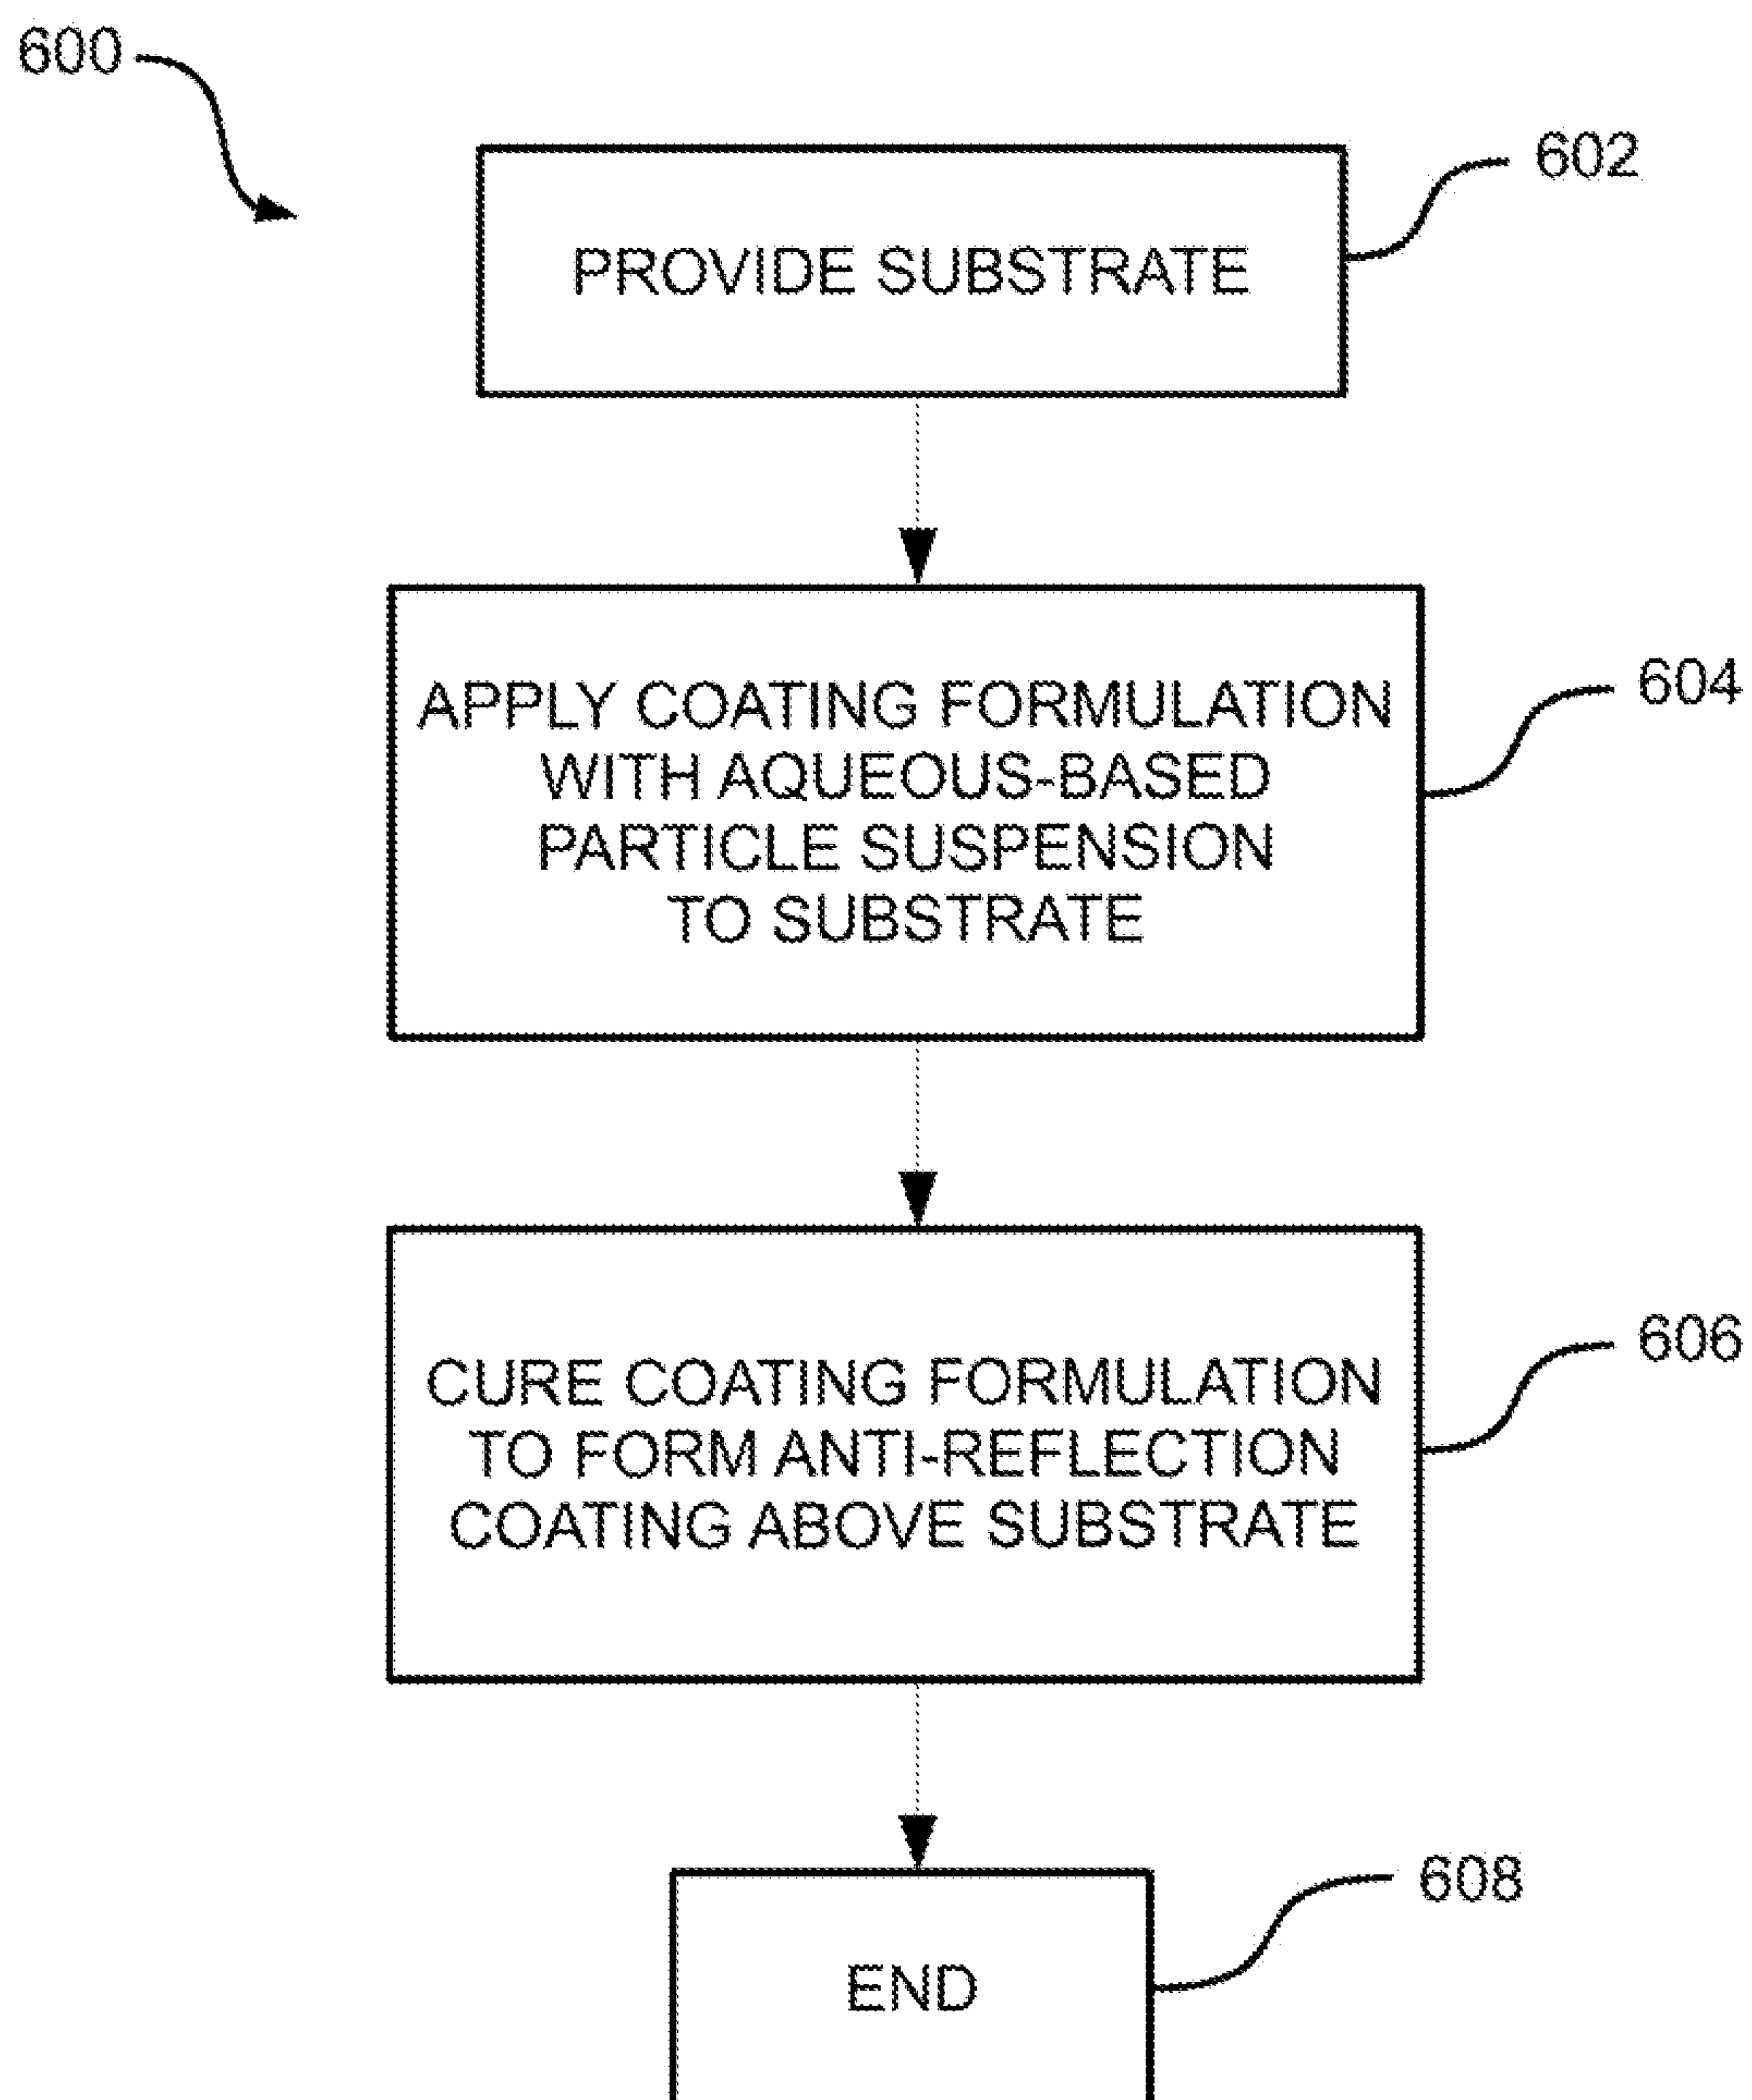 600
602
PROVIDE SUBSTRATE
604
APPLY COATING FORMULATION
WITH AQUEOUS-BASED
PARTICLE SUSPENSION
TO SUBSTRATE
606
CURE COATING FORMULATION
TO FORM ANTI-REFLECTION
COATING ABOVE SUBSTRATE
608
END